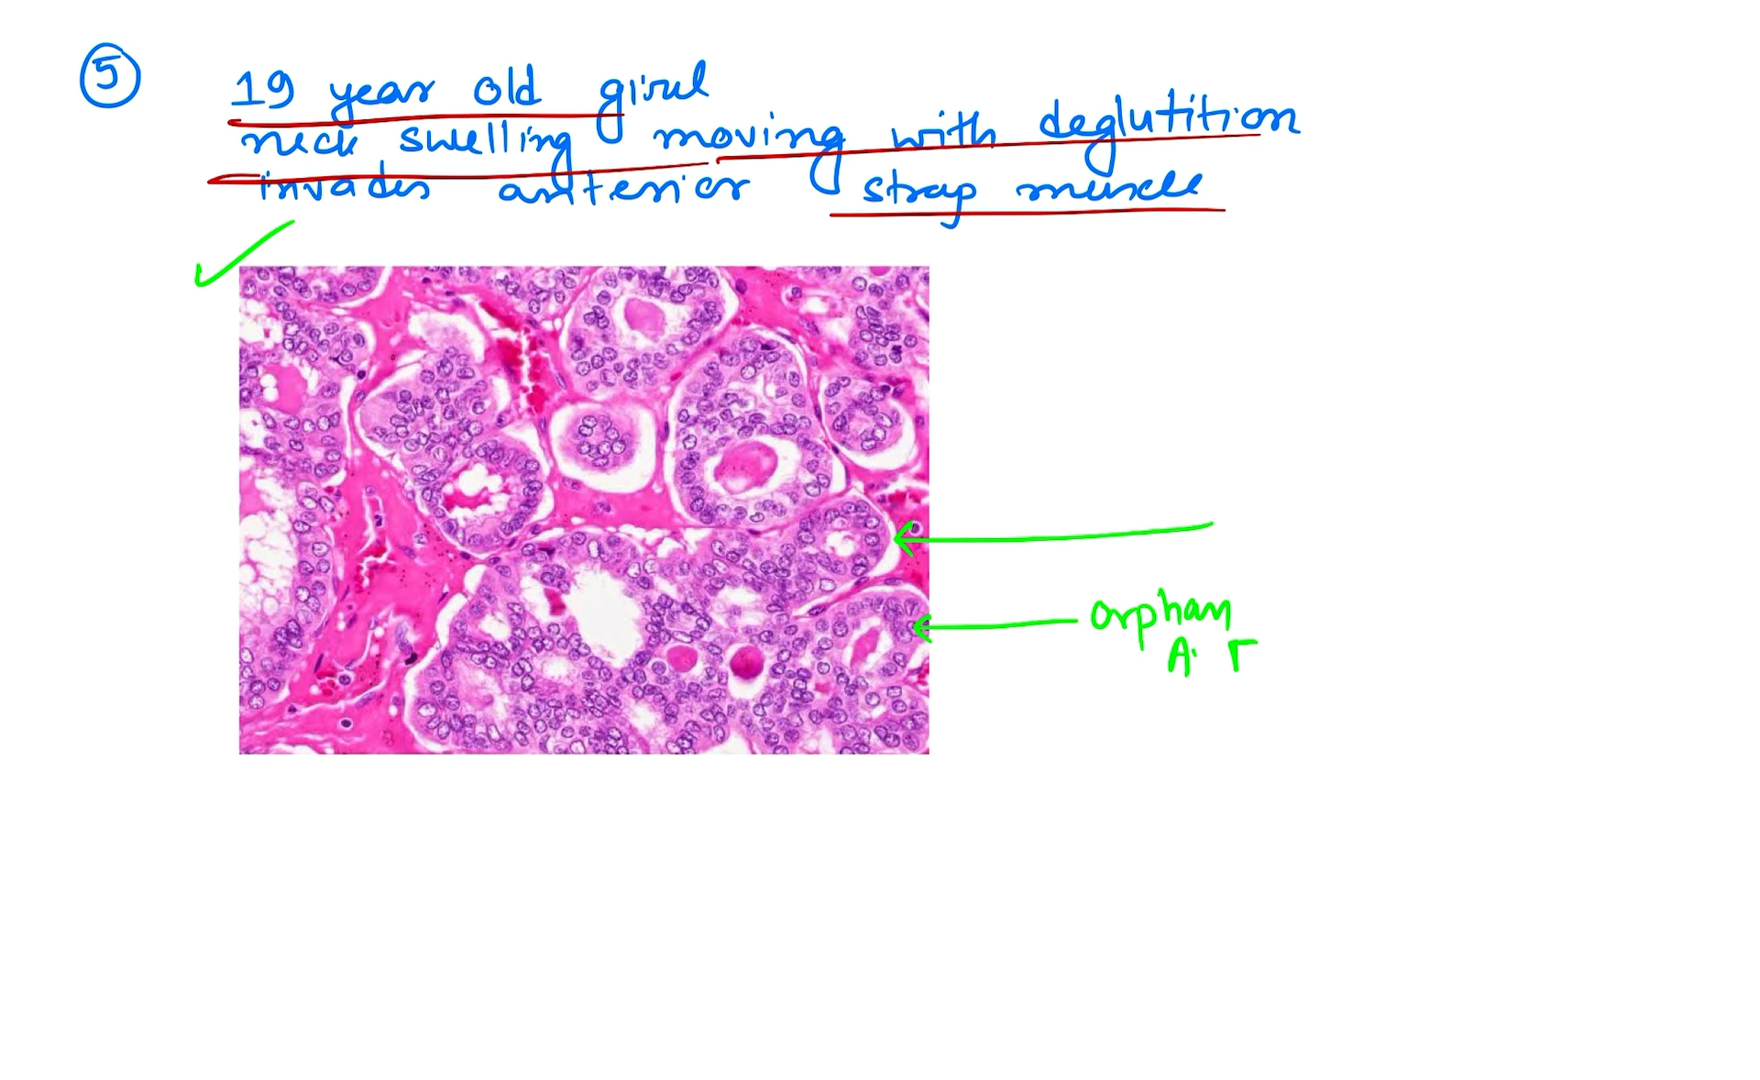 5
19 year old girl
neck swelling moving with deglutition
invades anterior strap muscle
orphan
A.